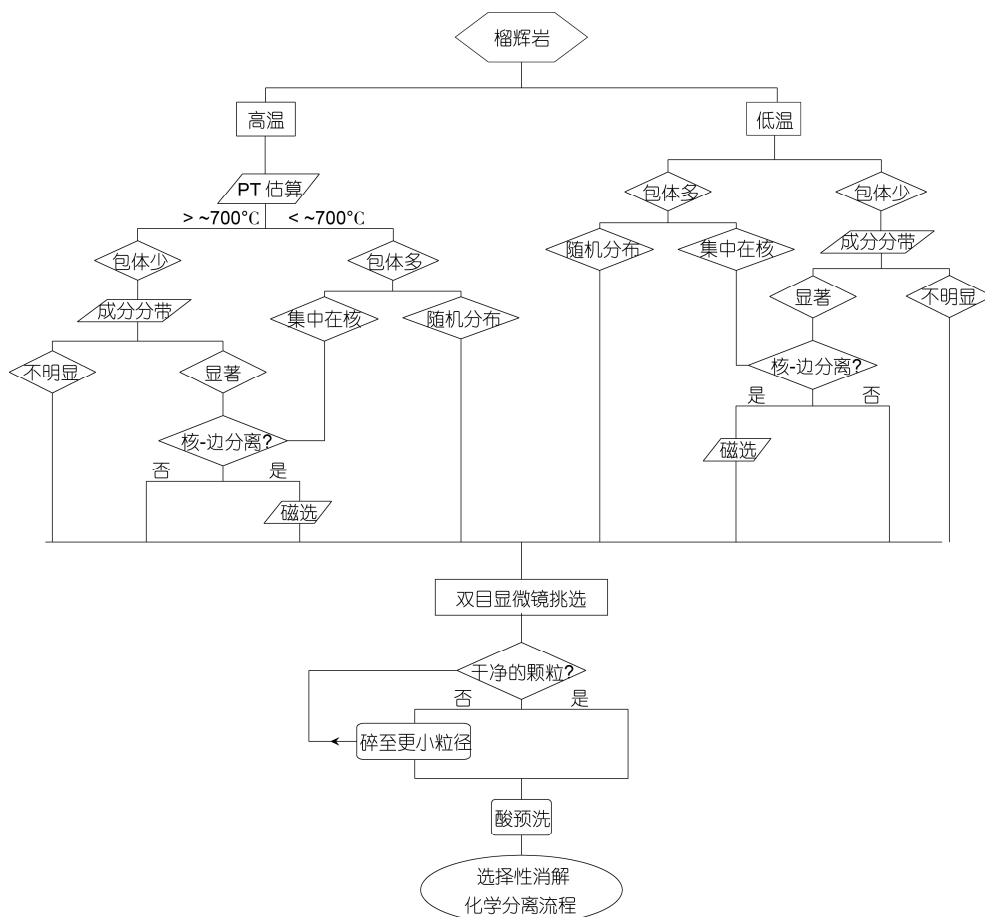 榴辉岩
高温
低温
PT 估算
> ~700°C
< ~700°C
包体多
包体少
随机分布
集中在核
成分分带
显著
不明显
核-边分离?
是
否
磁选
包体少
包体多
成分分带
集中在核
随机分布
不明显
显著
核-边分离?
否
是
磁选
双目显微镜挑选
干净的颗粒?
否
是
碎至更小粒径
酸预洗
选择性消解
化学分离流程